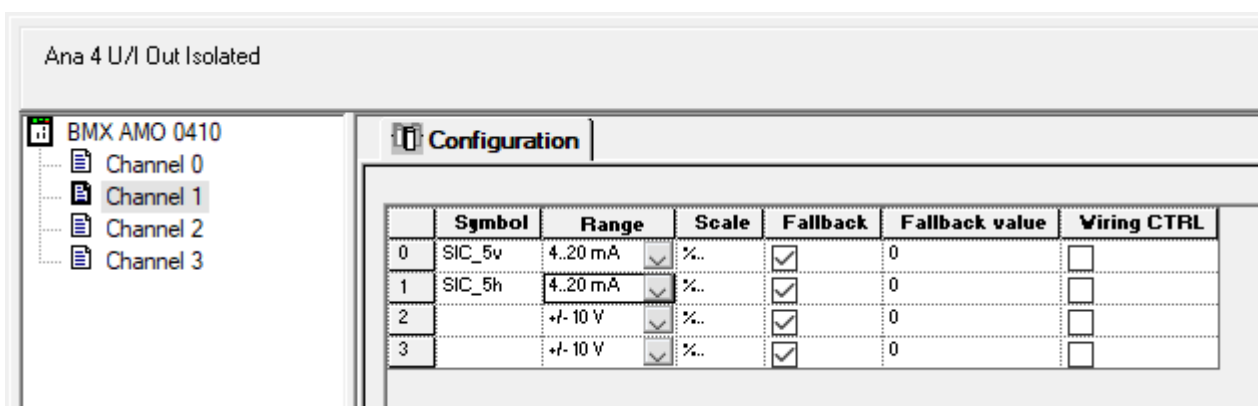 Ana 4 U/I Out Isolated
BMX AMO 0410
Channel 0
Channel 1
Channel 2
Channel 3
Configuration
Symbol Range Scale Fallback Fallback value Wiring CTRL
0 SIC_5v 4..20 mA %.. 0
1 SIC_5h 4..20 mA %.. 0
2 +/- 10 V %.. 0
3 +/- 10 V %.. 0